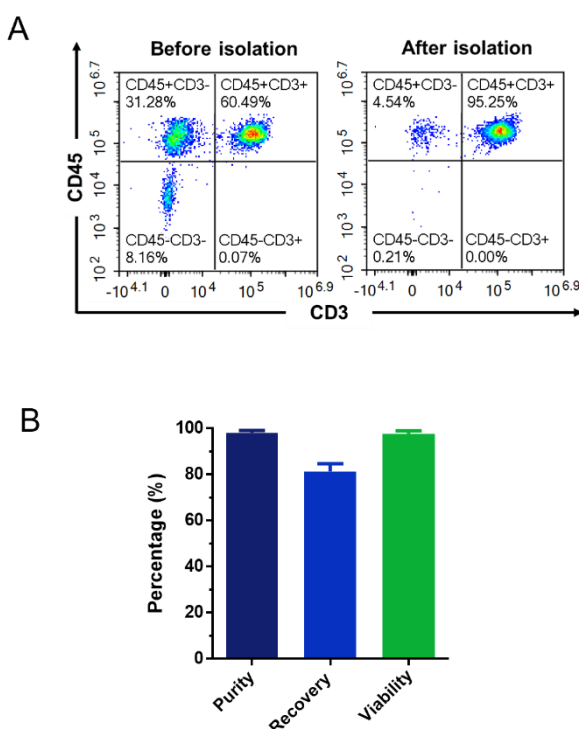 A
Before isolation
After isolation
CD45
10^6.7
10^5
10^4
10^3
10^2
CD45+CD3-
31.28%
CD45+CD3+
60.49%
CD45-CD3-
8.16%
CD45-CD3+
0.07%
-10^4.1 0 10^4 10^5 10^6.9
10^6.7
10^5
10^4
10^3
10^2
CD45+CD3-
4.54%
CD45+CD3+
95.25%
CD45-CD3-
0.21%
CD45-CD3+
0.00%
-10^4.1 0 10^4 10^5 10^6.9
CD3
B
Percentage (%)
100
80
60
40
20
0
Purity
Recovery
Viability